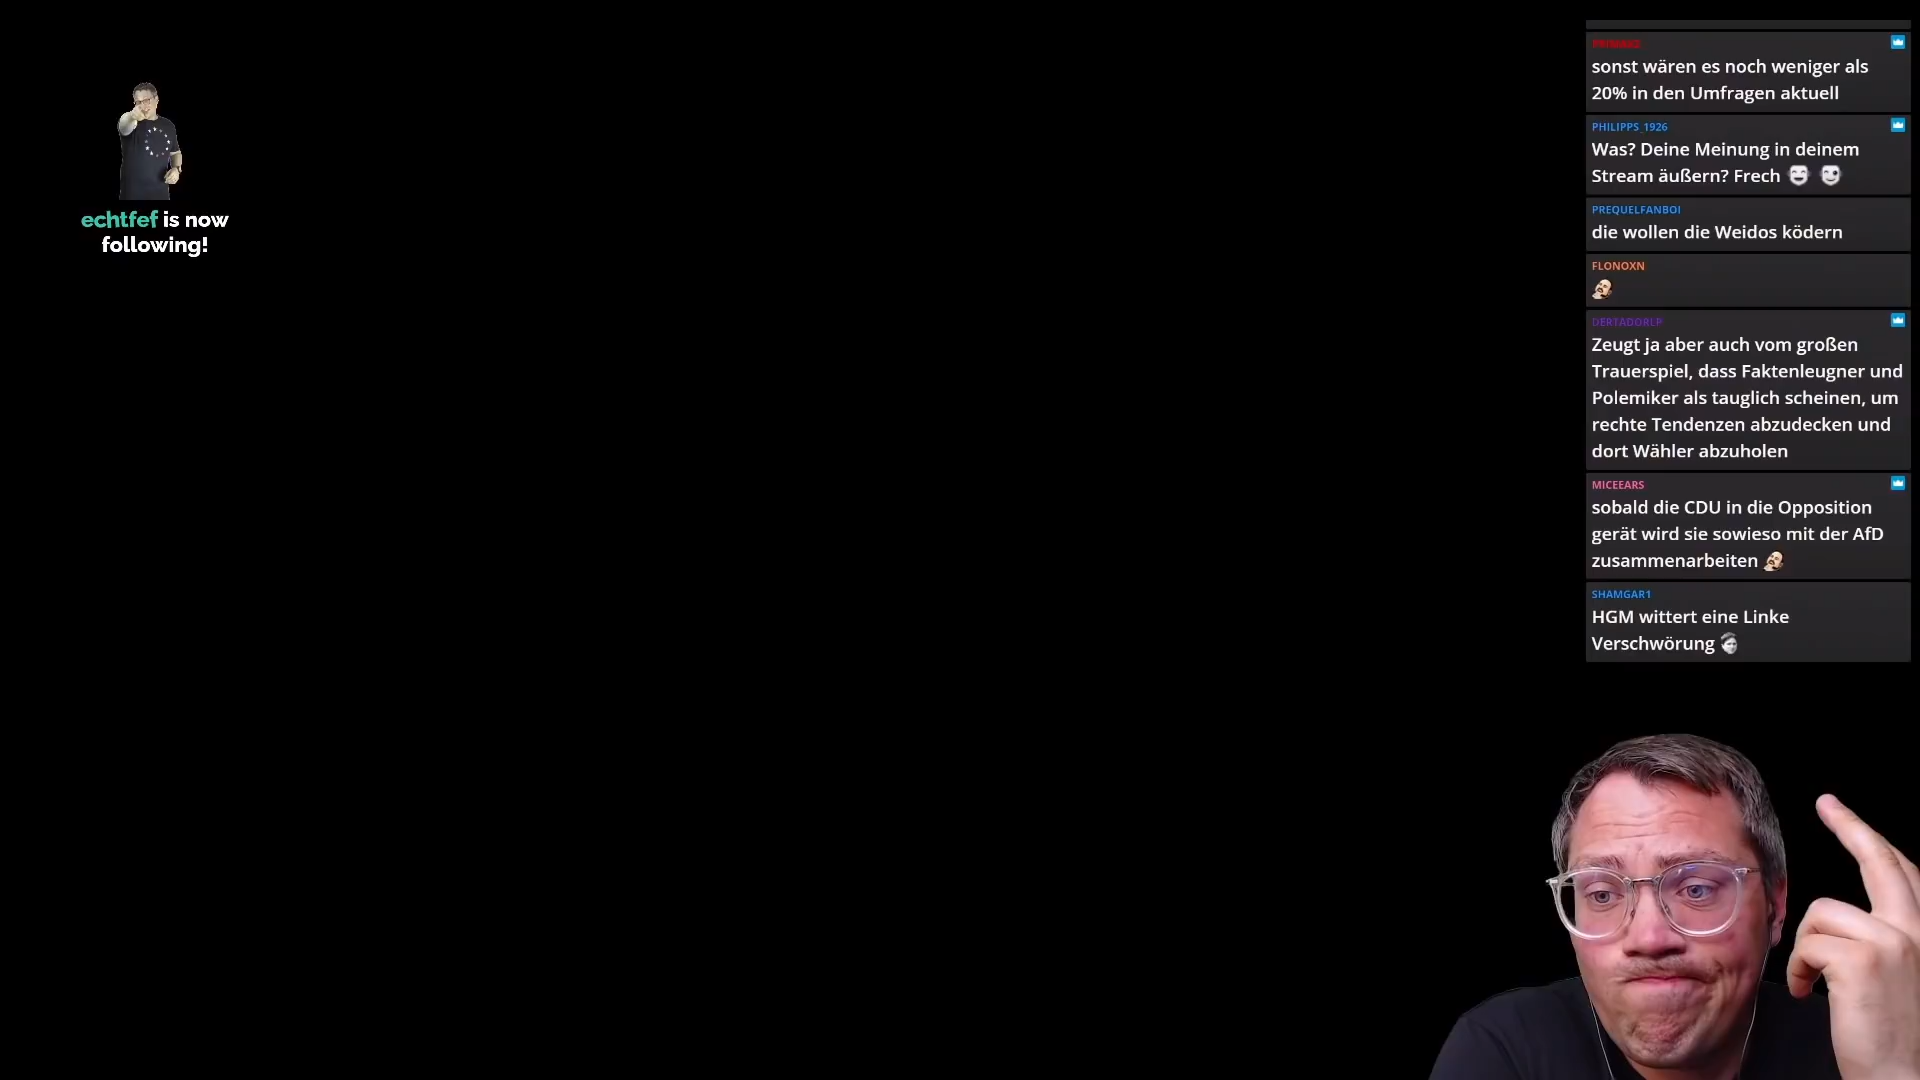 echtfef is now
following!
sonst wären es noch weniger als
20% in den Umfragen aktuell
PHILIPPS_1926
Was? Deine Meinung in deinem
Stream äußern? Frech
PREQUELFANBOI
die wollen die Weidos ködern
FLONOXN
DERTADORLP
Zeugt ja aber auch vom großen
Trauerspiel, dass Faktenleugner und
Polemiker als tauglich scheinen, um
rechte Tendenzen abzudecken und
dort Wähler abzuholen
MICEEARS
sobald die CDU in die Opposition
gerät wird sie sowieso mit der AfD
zusammenarbeiten
SHAMGAR1
HGM wittert eine Linke
Verschwörung